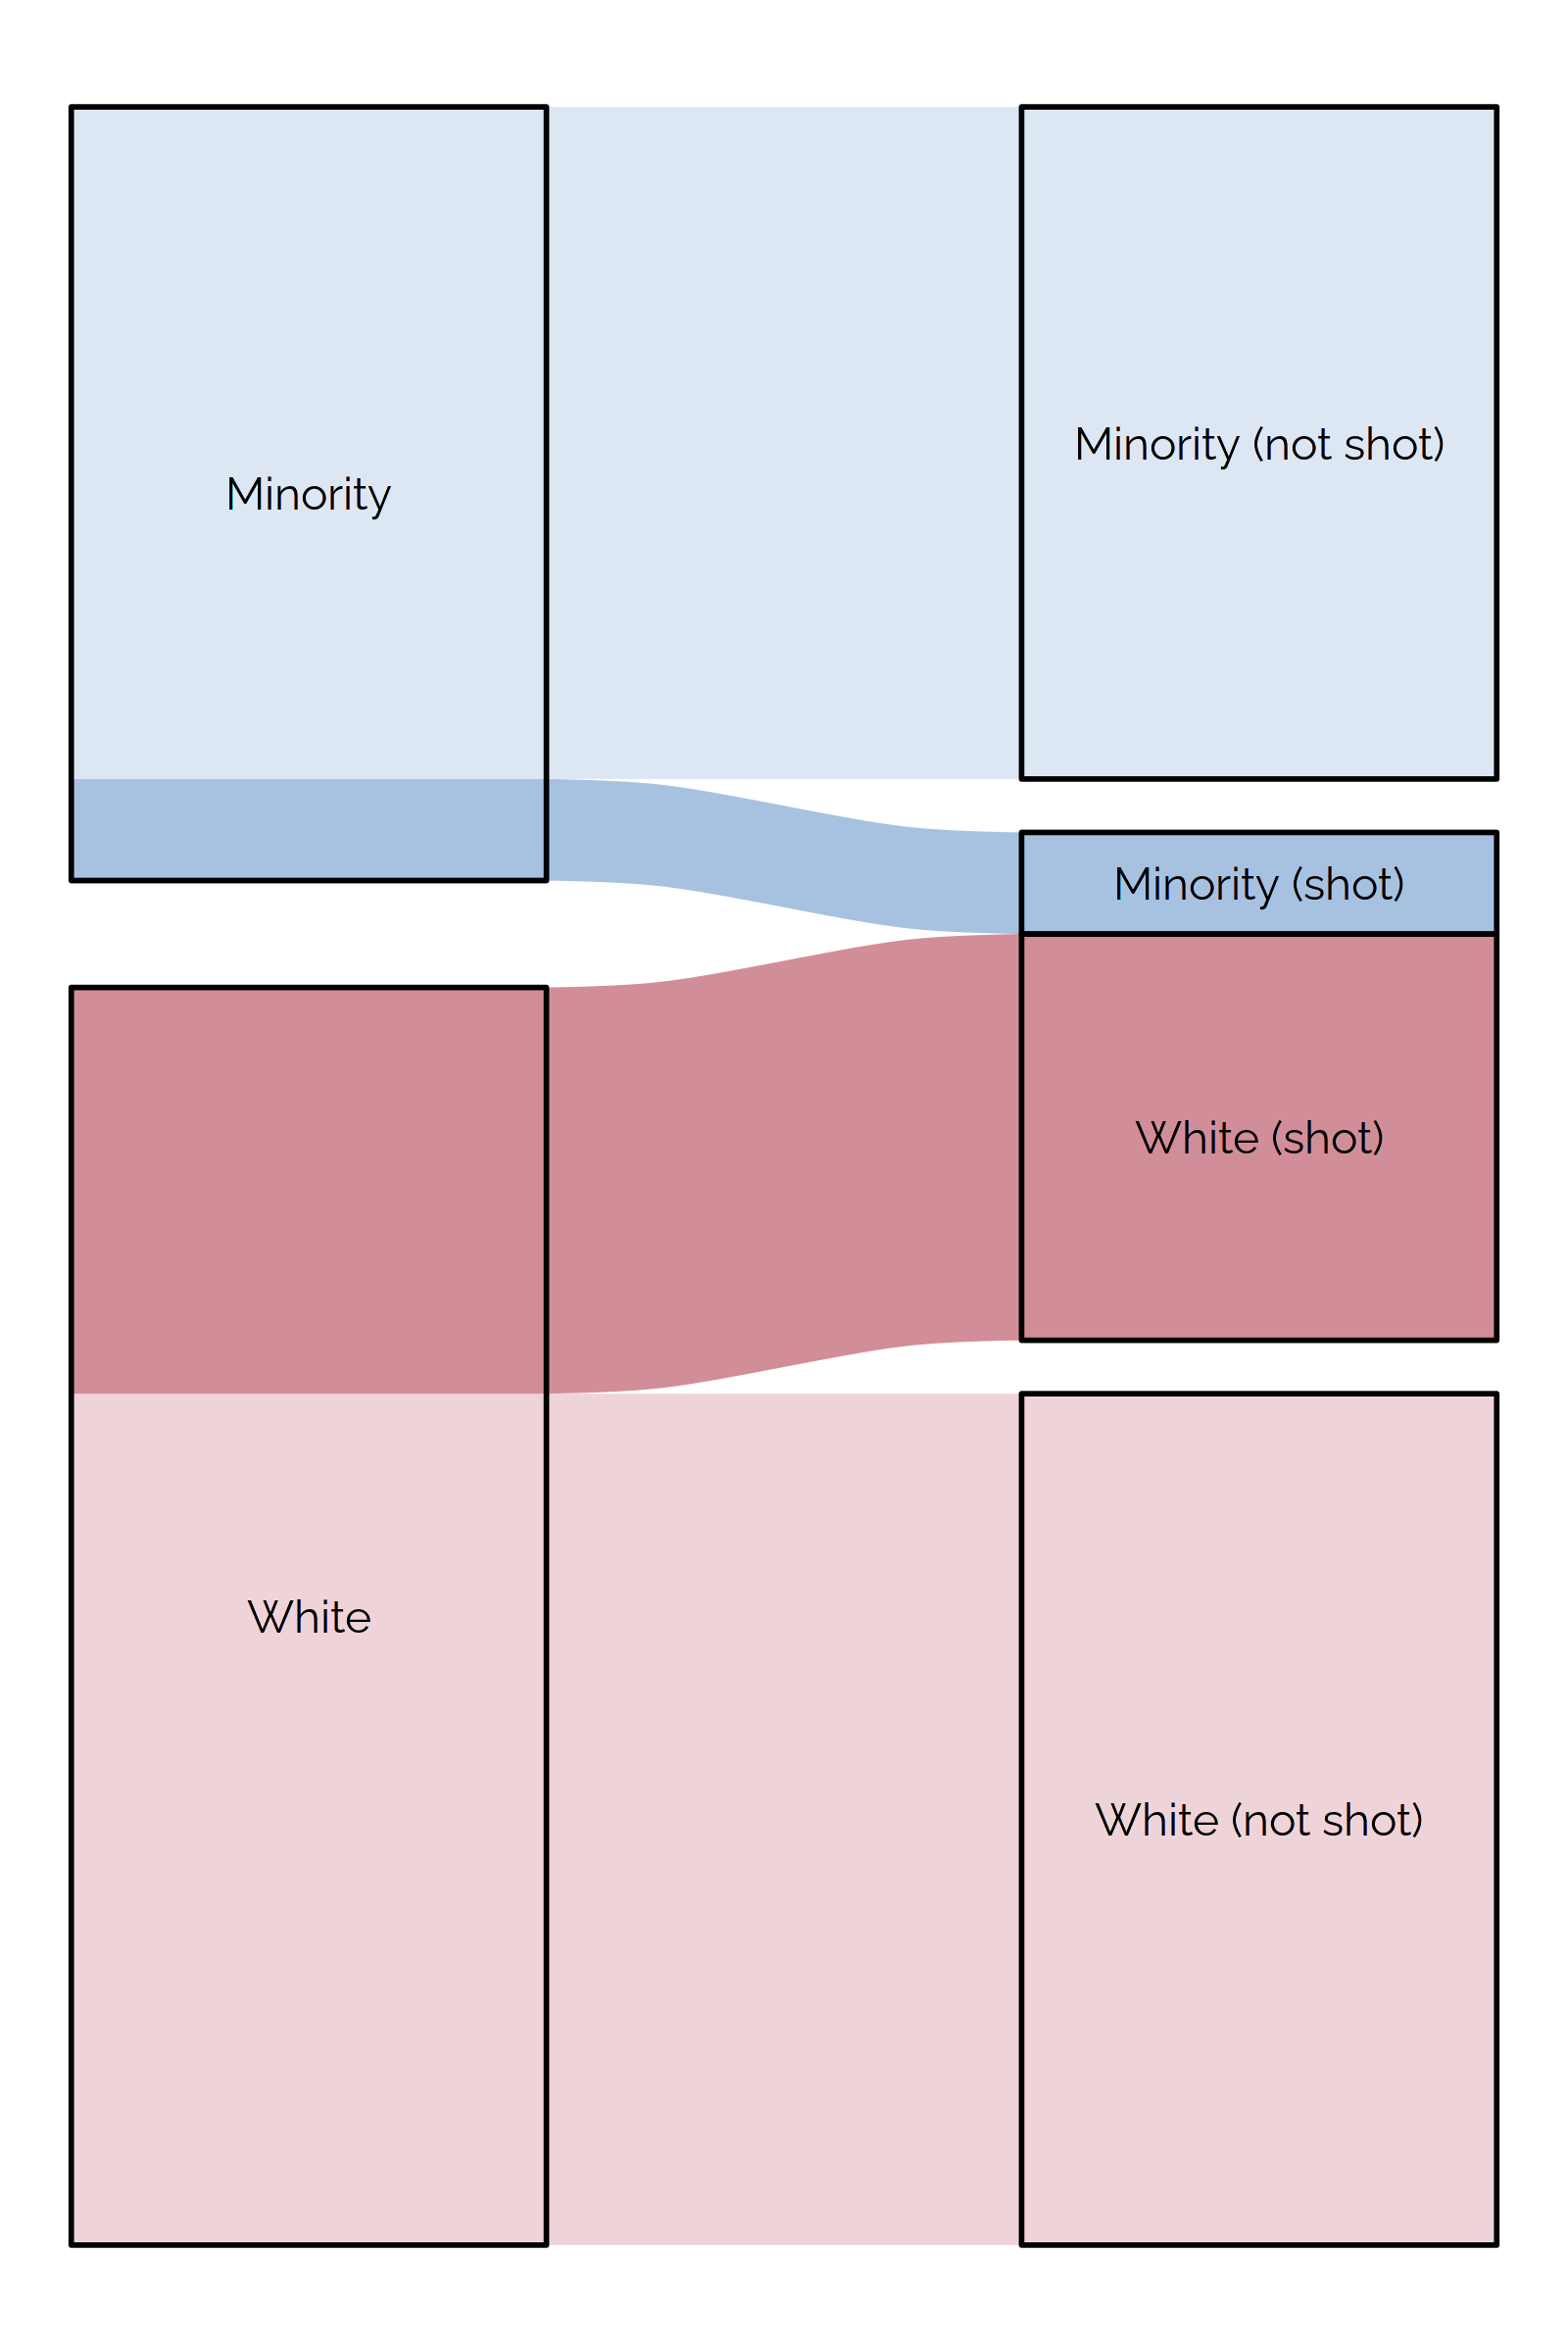 Minority
Minority (not shot)
Minority (shot)
White (shot)
White
White (not shot)